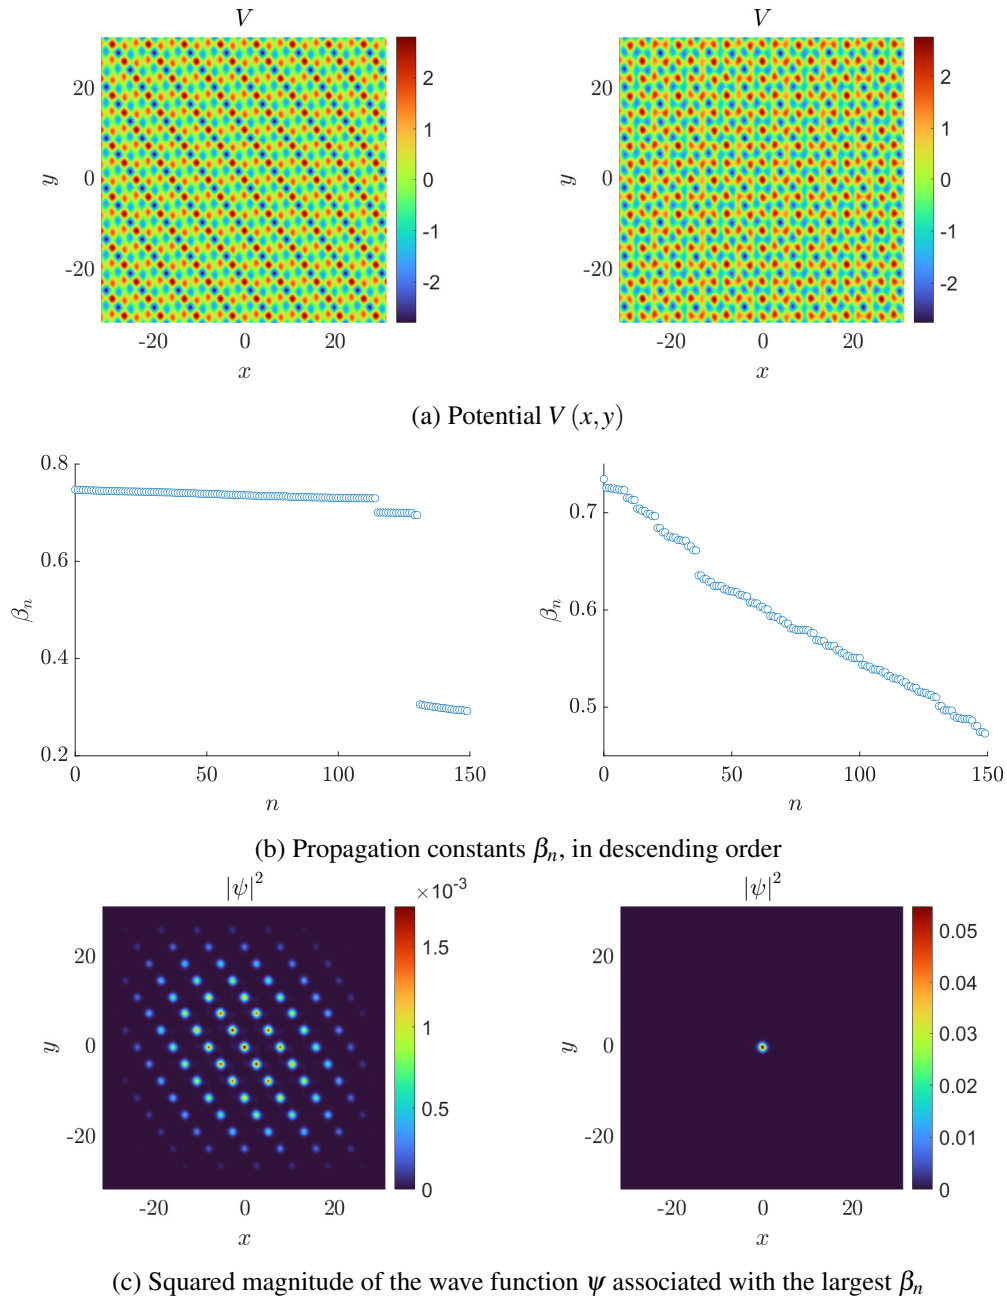 V V
20 2 20 2
1 1
y 0 0 y 0 0
-1 -1
-20 -2 -20 -2
-20 0 20 -20 0 20
x x
(a) Potential V (x, y)
0.8
0.7
0.6
βn βn 0.6
0.4
0.5
0.2
0 50 100 150 0 50 100 150
n n
(b) Propagation constants βn, in descending order
|ψ|² ×10⁻³ |ψ|²
20 1.5 20 0.05
0.04
y 0 1 y 0 0.03
0.5 0.02
-20 -20 0.01
0 0
-20 0 20 -20 0 20
x x
(c) Squared magnitude of the wave function ψ associated with the largest βn